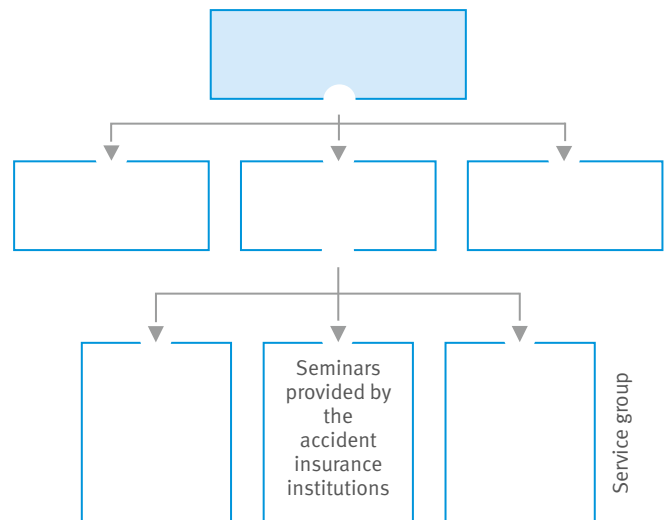 Seminars
provided by
the
accident
insurance
institutions
Service group